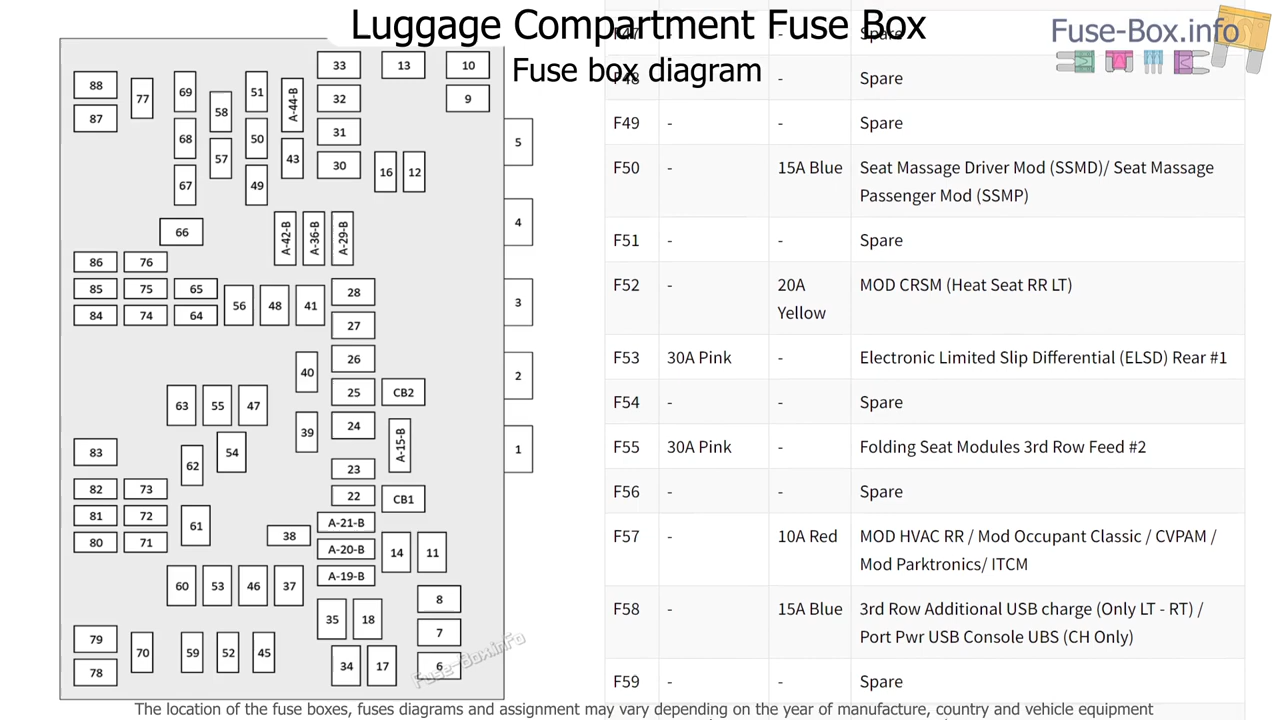 Luggage Compartment Fuse Box
Fuse box diagram
Fuse-Box.info
88
87
77
69
68
67
58
57
51
50
49
A-44-B
43
33
32
31
30
13
10
9
16
12
5
4
3
2
1
66
A-42-B
A-36-B
A-29-B
86 76
85 75 65
84 74 64
56 48 41
28
27
26
25
24
40
39
CB2
A-15-B
63 55 47
54
62
83
82 73
81 72
80 71
61
38
23
22
CB1
A-21-B
A-20-B
A-19-B
14 11
60 53 46 37
8
7
6
35 18
34 17
79
78
70
59 52 45
Fuse-Box.info
F47 - - Spare
F48 - - Spare
F49 - - Spare
F50 - 15A Blue Seat Massage Driver Mod (SSMD)/ Seat Massage
Passenger Mod (SSMP)
F51 - - Spare
F52 - 20A MOD CRSM (Heat Seat RR LT)
Yellow
F53 30A Pink - Electronic Limited Slip Differential (ELSD) Rear #1
F54 - - Spare
F55 30A Pink - Folding Seat Modules 3rd Row Feed #2
F56 - - Spare
F57 - 10A Red MOD HVAC RR / Mod Occupant Classic / CVPAM /
Mod Parktronics/ ITCM
F58 - 15A Blue 3rd Row Additional USB charge (Only LT - RT) /
Port Pwr USB Console UBS (CH Only)
F59 - - Spare
The location of the fuse boxes, fuses diagrams and assignment may vary depending on the year of manufacture, country and vehicle equipment